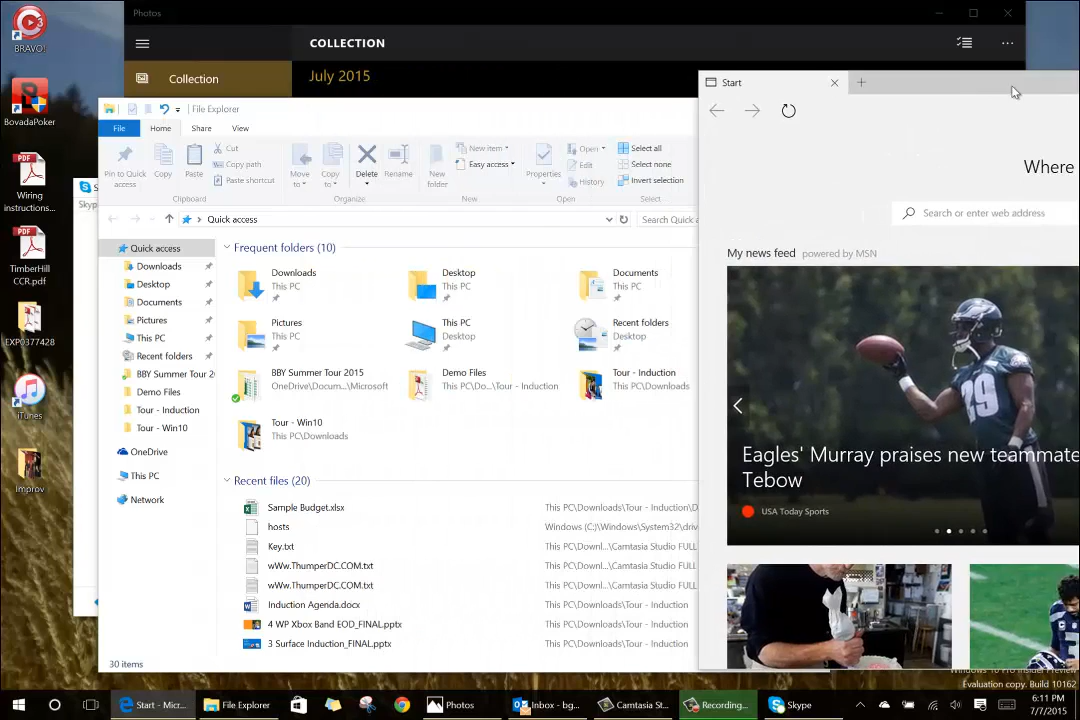 BRAVO!
BovadaPoker
Wiring
instructions...
TimberHill
CCR.pdf
EXP0377428
iTunes
Improv
Photos
COLLECTION
Collection
July 2015
Skype
File Explorer
File
Home
Share
View
Pin to Quick
access
Copy
Paste
Cut
Copy path
Paste shortcut
Clipboard
Move
to
Copy
to
Delete
Rename
Organize
New
folder
New item
Easy access
New
Properties
Open
Edit
History
Open
Select all
Select none
Invert selection
Select
Quick access
Search Quick a
Quick access
Downloads
Desktop
Documents
Pictures
This PC
Recent folders
BBY Summer Tour 2
Demo Files
Tour - Induction
Tour - Win10
OneDrive
This PC
Network
Frequent folders (10)
Downloads
This PC
Desktop
This PC
Documents
This PC
Pictures
This PC
This PC
Desktop
Recent folders
Desktop
BBY Summer Tour 2015
OneDrive\Docum...\Microsoft
Demo Files
This PC\Do...\Tour - Induction
Tour - Induction
This PC\Downloads
Tour - Win10
This PC\Downloads
Recent files (20)
Sample Budget.xlsx This PC\Downloads\Tour - Induction\D
hosts Windows (C:)\Windows\System32\driv
Key.txt This PC\Downl...\Camtasia Studio FULL
wWw.ThumperDC.COM.txt This PC\Downl...\Camtasia Studio FULL
wWw.ThumperDC.COM.txt This PC\Downl...\Camtasia Studio FULL
Induction Agenda.docx This PC\Downloads\Tour - Induction
4 WP Xbox Band EOD_FINAL.pptx This PC\Downloads\Tour - Induction
3 Surface Induction_FINAL.pptx This PC\Downloads\Tour - Induction
30 items
Start
Where
Search or enter web address
My news feed powered by MSN
29
Eagles' Murray praises new teammate
Tebow
USA Today Sports
Windows 10 Pro Insider Preview
Evaluation copy. Build 10162
Start - Micr...
File Explorer
Photos
Inbox - bg...
Camtasia St...
Recording...
Skype
6:11 PM
7/7/2015